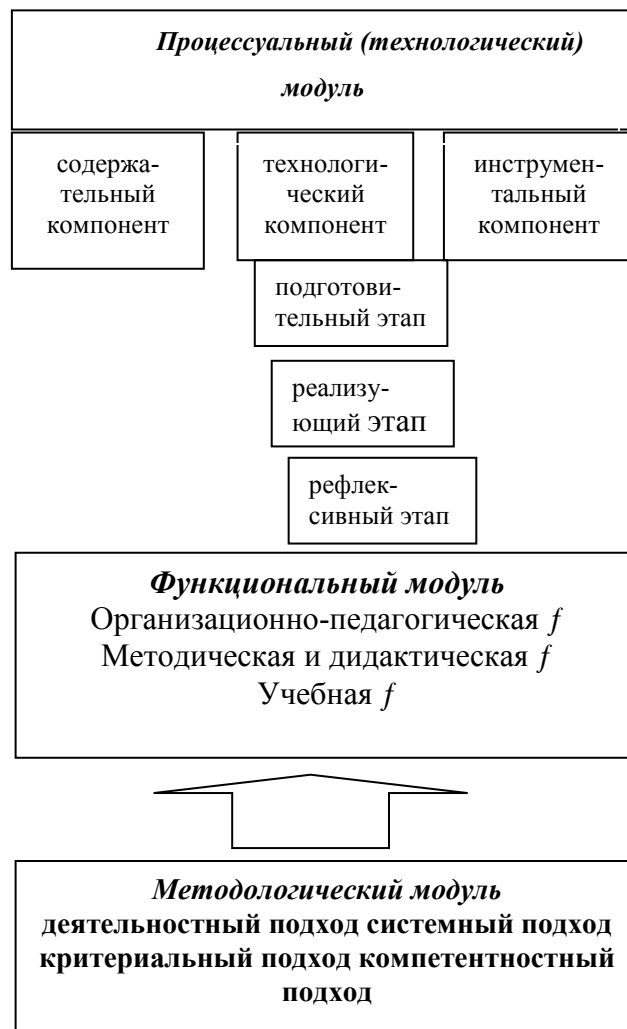 Процессуальный (технологический)
модуль
содержа-
тельный
компонент
технологи-
ческий
компонент
инструмен-
тальный
компонент
подготови-
тельный этап
реализу-
ющий этап
рефлек-
сивный этап
Функциональный модуль
Организационно-педагогическая f
Методическая и дидактическая f
Учебная f
Методологический модуль
деятельностный подход системный подход
критериальный подход компетентностный
подход